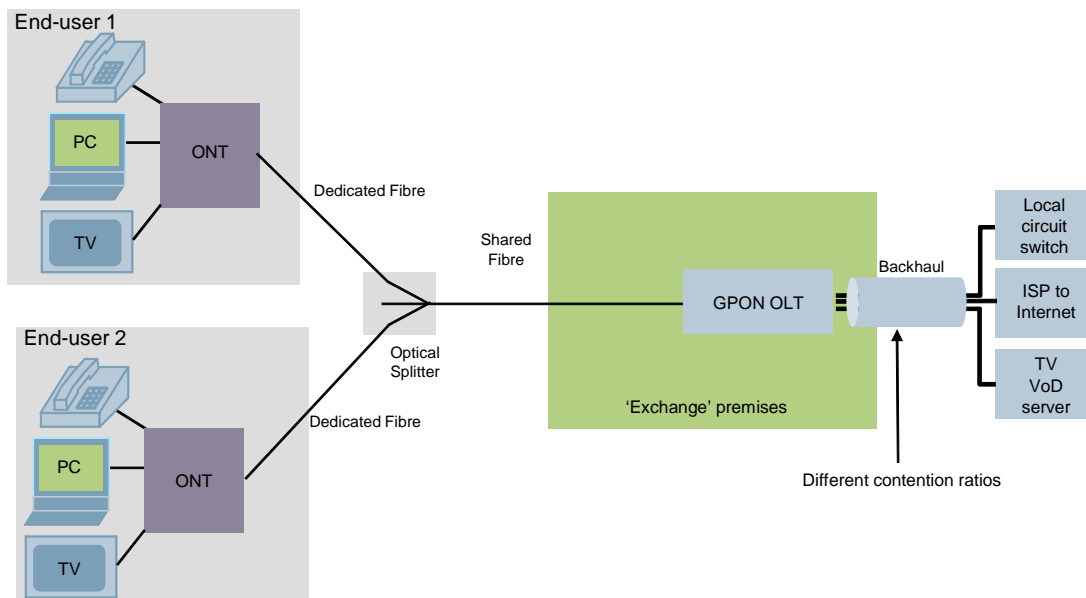 End-user 1
PC
ONT
TV
Dedicated Fibre
Shared
Fibre
Backhaul
GPON OLT
Local
circuit
switch
ISP to
Internet
TV
VoD
server
End-user 2
Optical
Splitter
Dedicated Fibre
‘Exchange’ premises
PC
ONT
TV
Different contention ratios